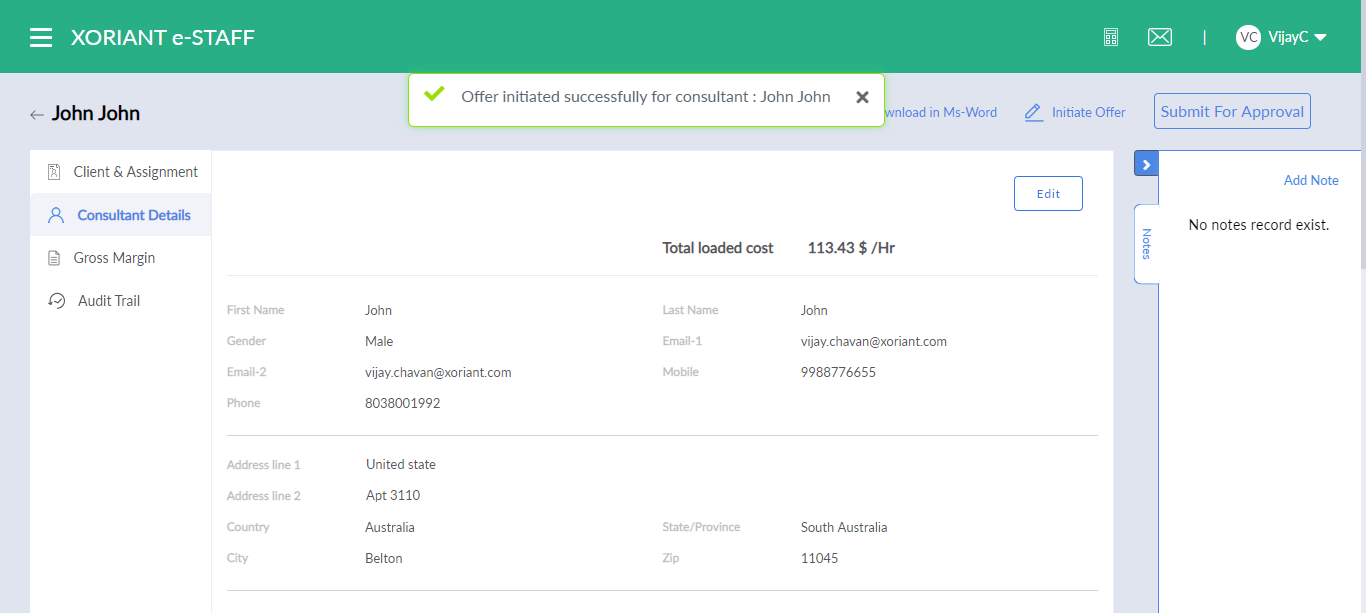 XORIANT e-STAFF
| VC VijayC
Offer initiated successfully for consultant : John John
John John
wnload in Ms-Word Initiate Offer Submit For Approval
Client & Assignment
Consultant Details
Gross Margin
Audit Trail
Edit
Total loaded cost 113.43 $ /Hr
First Name John Last Name John
Gender Male Email-1 vijay.chavan@xoriant.com
Email-2 vijay.chavan@xoriant.com Mobile 9988776655
Phone 8038001992
Address line 1 United state
Address line 2 Apt 3110
Country Australia State/Province South Australia
City Belton Zip 11045
Add Note
Notes
No notes record exist.